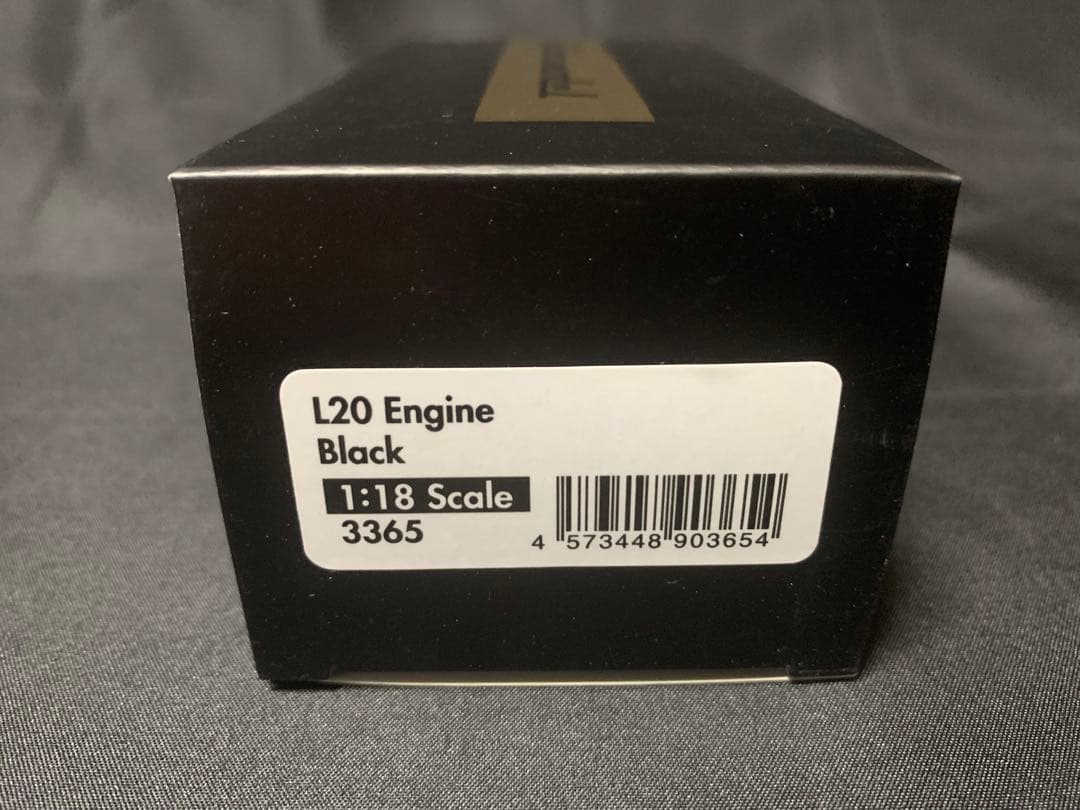 L20 Engine
Black
1:18 Scale
3365
4 573448 903654